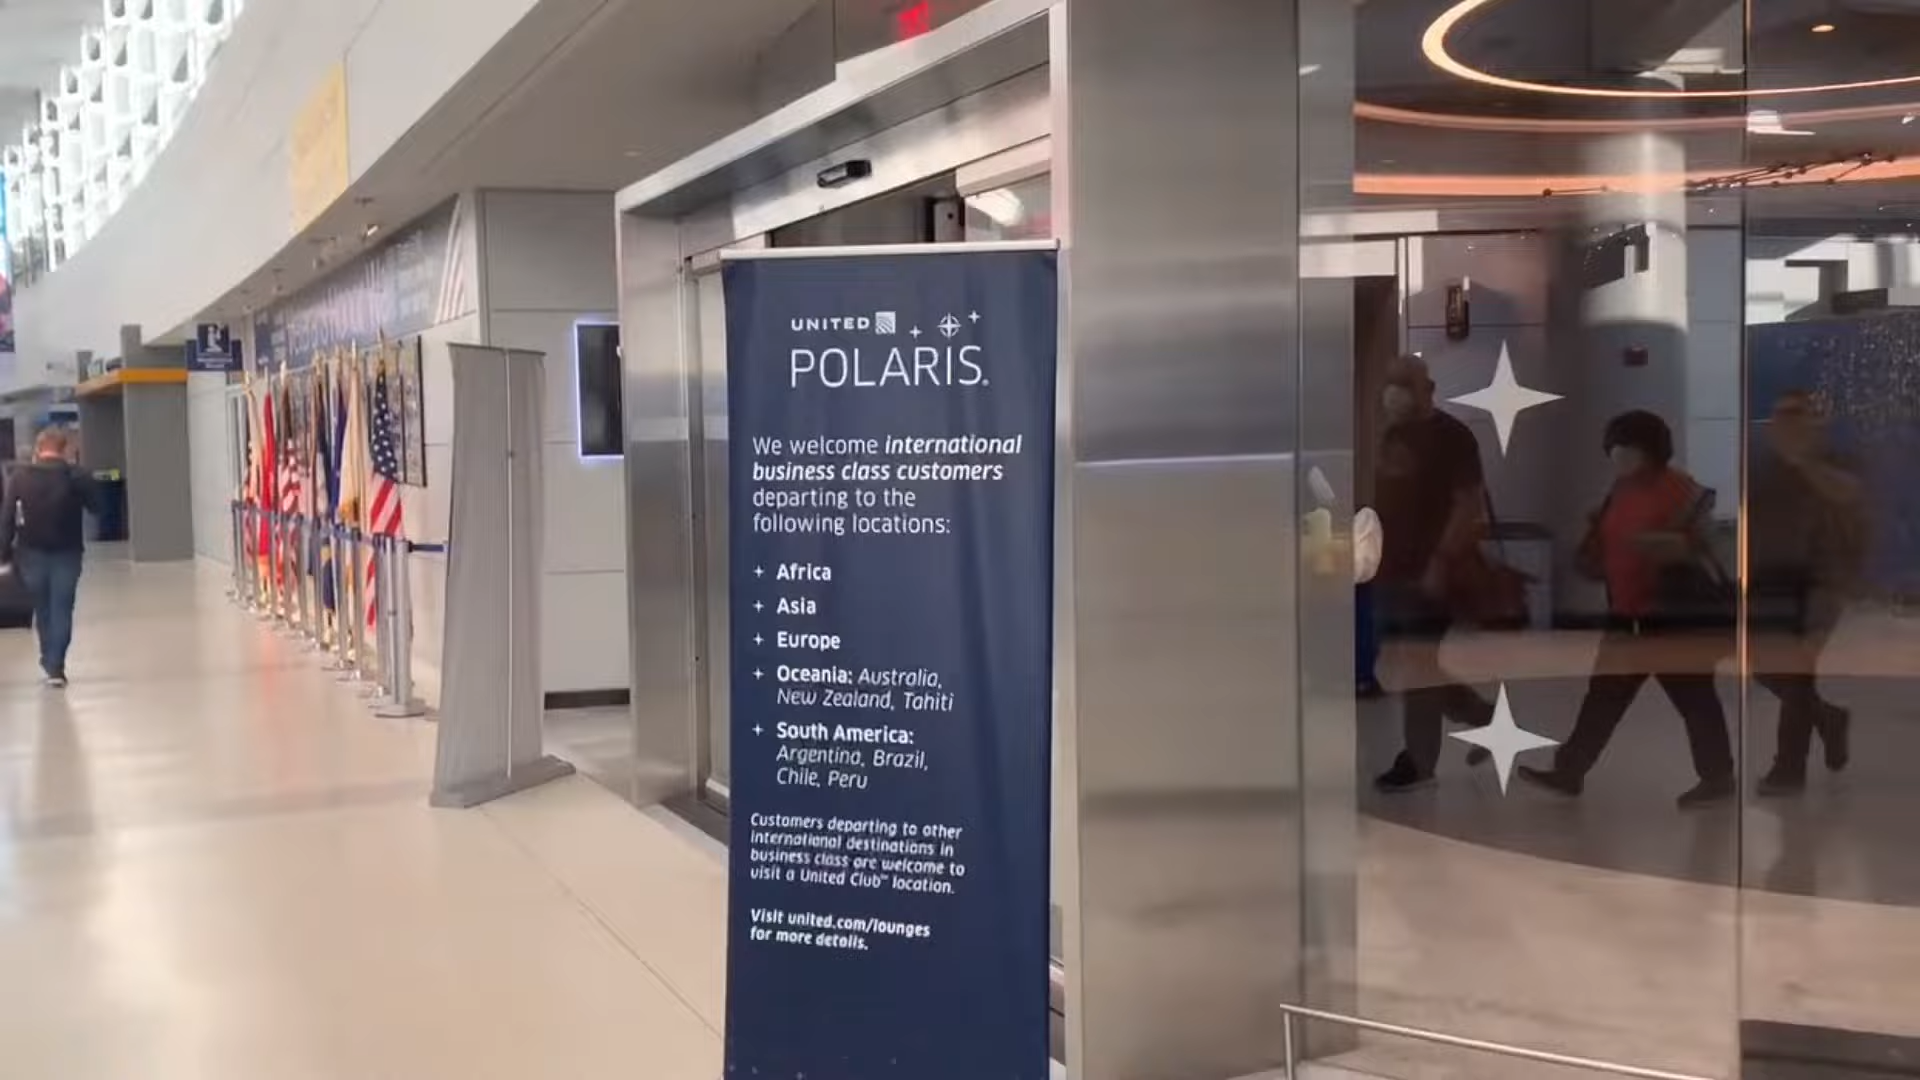 UNITED
POLARIS.
We welcome international
business class customers
departing to the
following locations:
+ Africa
+ Asia
+ Europe
+ Oceania: Australia,
New Zealand, Tahiti
+ South America:
Argentina, Brazil,
Chile, Peru
Customers departing to other
international destinations in
business class are welcome to
visit a United Club℠ location.
Visit united.com/lounges
for more details.